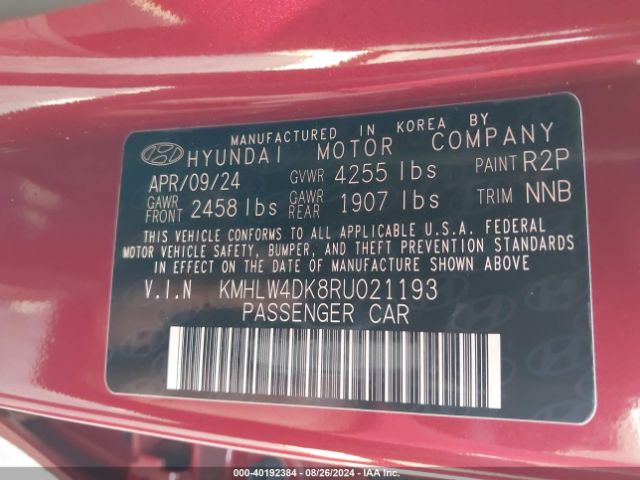 MANUFACTURED IN KOREA BY
HYUNDAI MOTOR COMPANY
APR/09/24 GVWR 4255 lbs PAINT R2P
GAWR FRONT 2458 lbs GAWR REAR 1907 lbs TRIM NNB
THIS VEHICLE CONFORMS TO ALL APPLICABLE U.S.A. FEDERAL
MOTOR VEHICLE SAFETY, BUMPER, AND THEFT PREVENTION STANDARDS
IN EFFECT ON THE DATE OF MANUFACTURE SHOWN ABOVE
V.I.N KMHLW4DK8RU021193
PASSENGER CAR
000-40192384 - 08/26/2024 - IAA Inc.